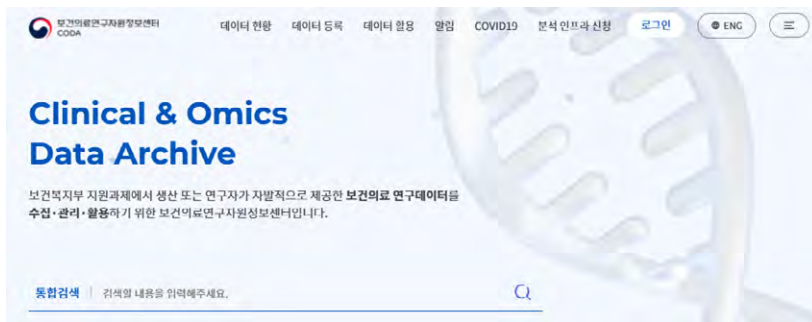 보건의료연구자원정보센터
CODA
데이터 현황 데이터 등록 데이터 활용 알림 COVID19 분석 인프라 신청 로그인 ENG
Clinical & Omics
Data Archive
보건복지부 지원과제에서 생산 또는 연구자가 자발적으로 제공한 보건의료 연구데이터를
수집·관리·활용하기 위한 보건의료연구자원정보센터입니다.
통합검색 검색할 내용을 입력해주세요.